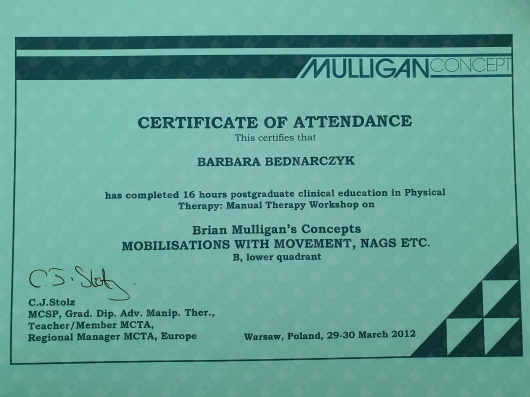 MULLIGAN CONCEPT
CERTIFICATE OF ATTENDANCE
This certifies that
BARBARA BEDNARCZYK
has completed 16 hours postgraduate clinical education in Physical
Therapy: Manual Therapy Workshop on
Brian Mulligan's Concepts
MOBILISATIONS WITH MOVEMENT, NAGS ETC.
B, lower quadrant
C.J. Stolz
C.J.Stolz
MCSP, Grad. Dip. Adv. Manip. Ther.,
Teacher/Member MCTA,
Regional Manager MCTA, Europe
Warsaw, Poland, 29-30 March 2012